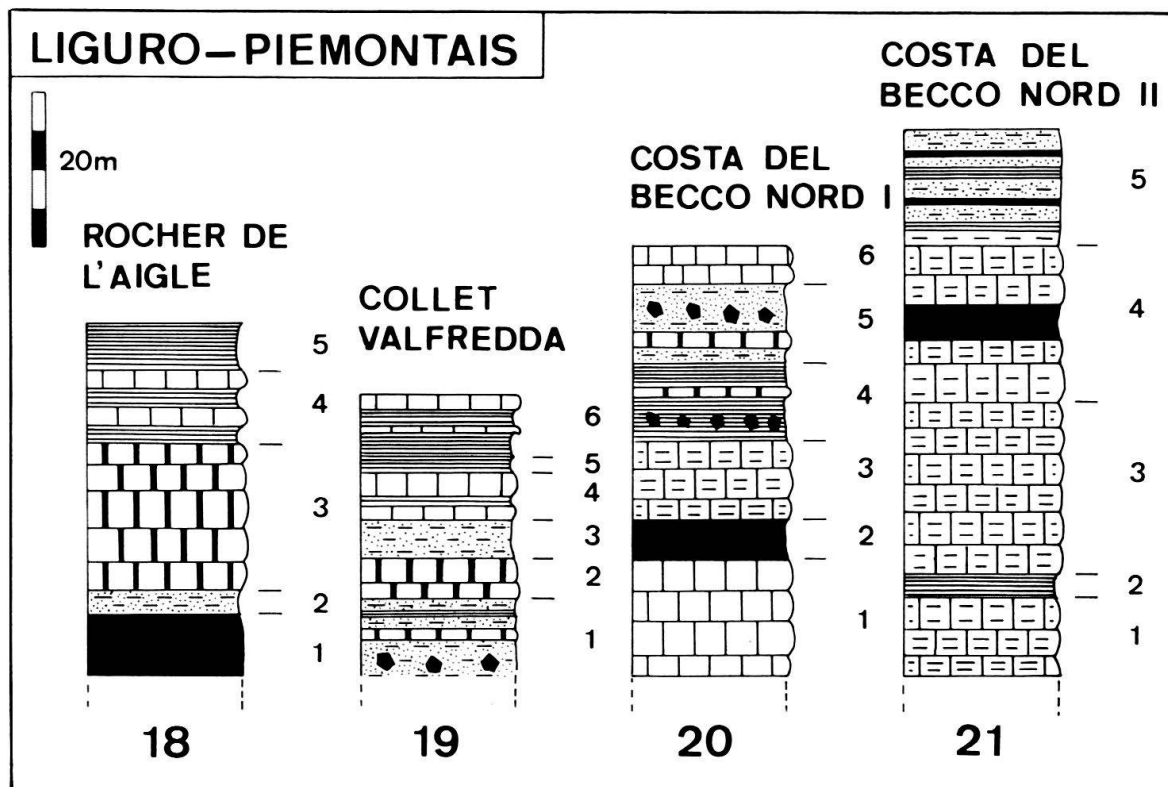 LIGURO–PIEMONTAIS
20m
ROCHER DE
L'AIGLE
5
4
3
2
1
18
COLLET
VALFREDDA
6
5
4
3
2
1
19
COSTA DEL
BECCO NORD I
6
5
4
3
2
1
20
COSTA DEL
BECCO NORD II
5
4
3
2
1
21